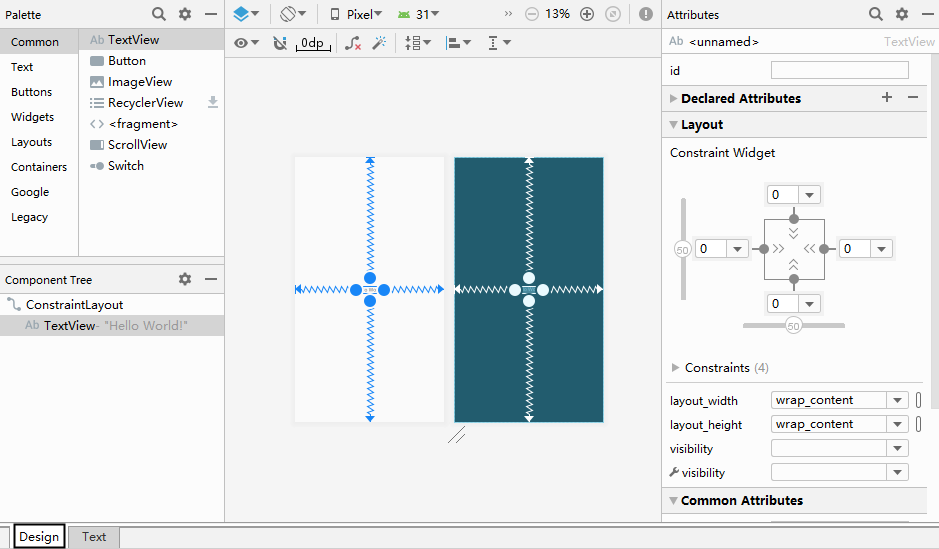 Palette
Common
Text
Buttons
Widgets
Layouts
Containers
Google
Legacy
Ab TextView
Button
ImageView
RecyclerView
<fragment>
ScrollView
Switch
Component Tree
ConstraintLayout
Ab TextView- "Hello World!"
Pixel
31
13%
0dp
Attributes
Ab <unnamed> TextView
id
Declared Attributes
Layout
Constraint Widget
0
50
0
0
0
50
Constraints (4)
layout_width wrap_content
layout_height wrap_content
visibility
visibility
Common Attributes
Design
Text